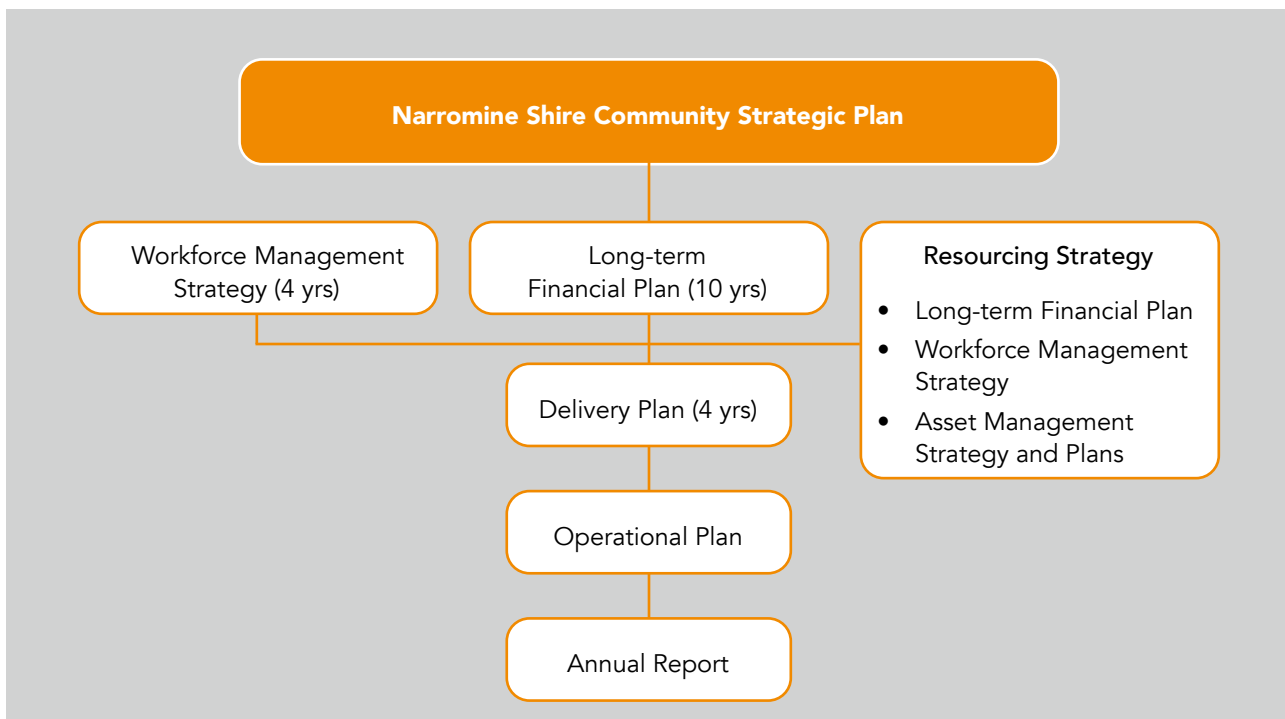 Narromine Shire Community Strategic Plan
Workforce Management
Strategy (4 yrs)
Long-term
Financial Plan (10 yrs)
Resourcing Strategy
• Long-term Financial Plan
• Workforce Management
Strategy
• Asset Management
Strategy and Plans
Delivery Plan (4 yrs)
Operational Plan
Annual Report